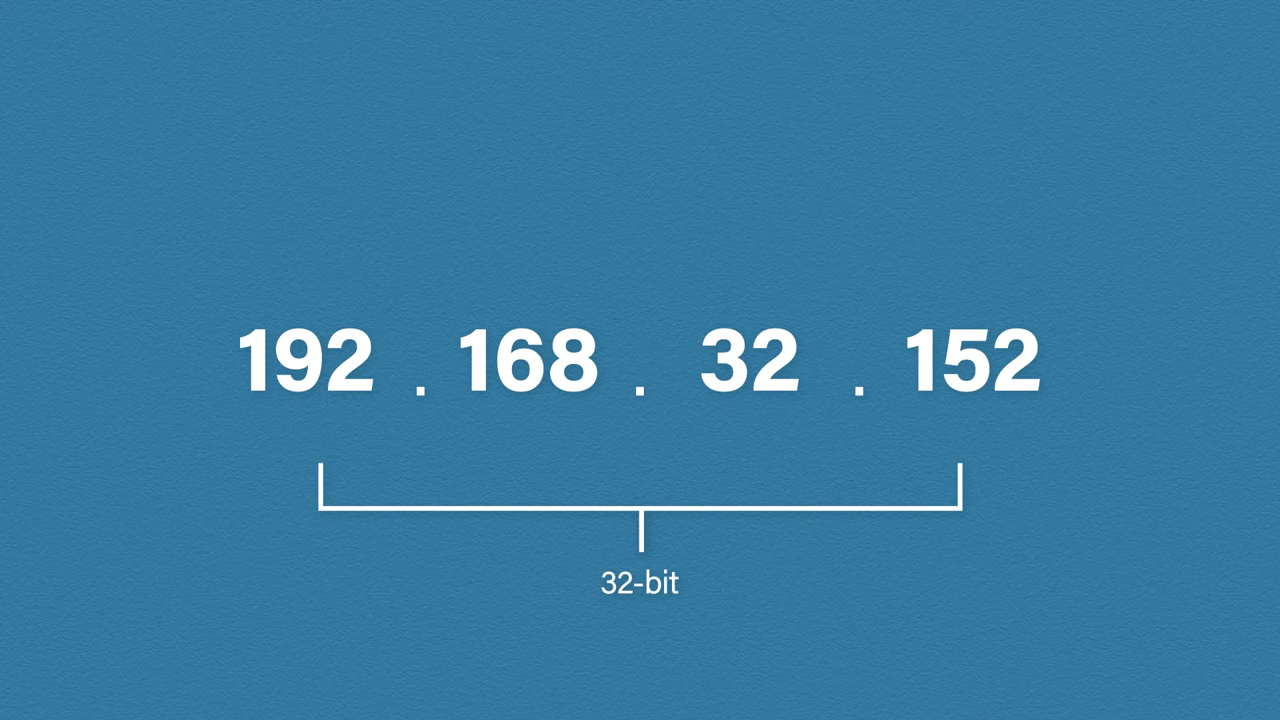 192 . 168 . 32 . 152
32-bit